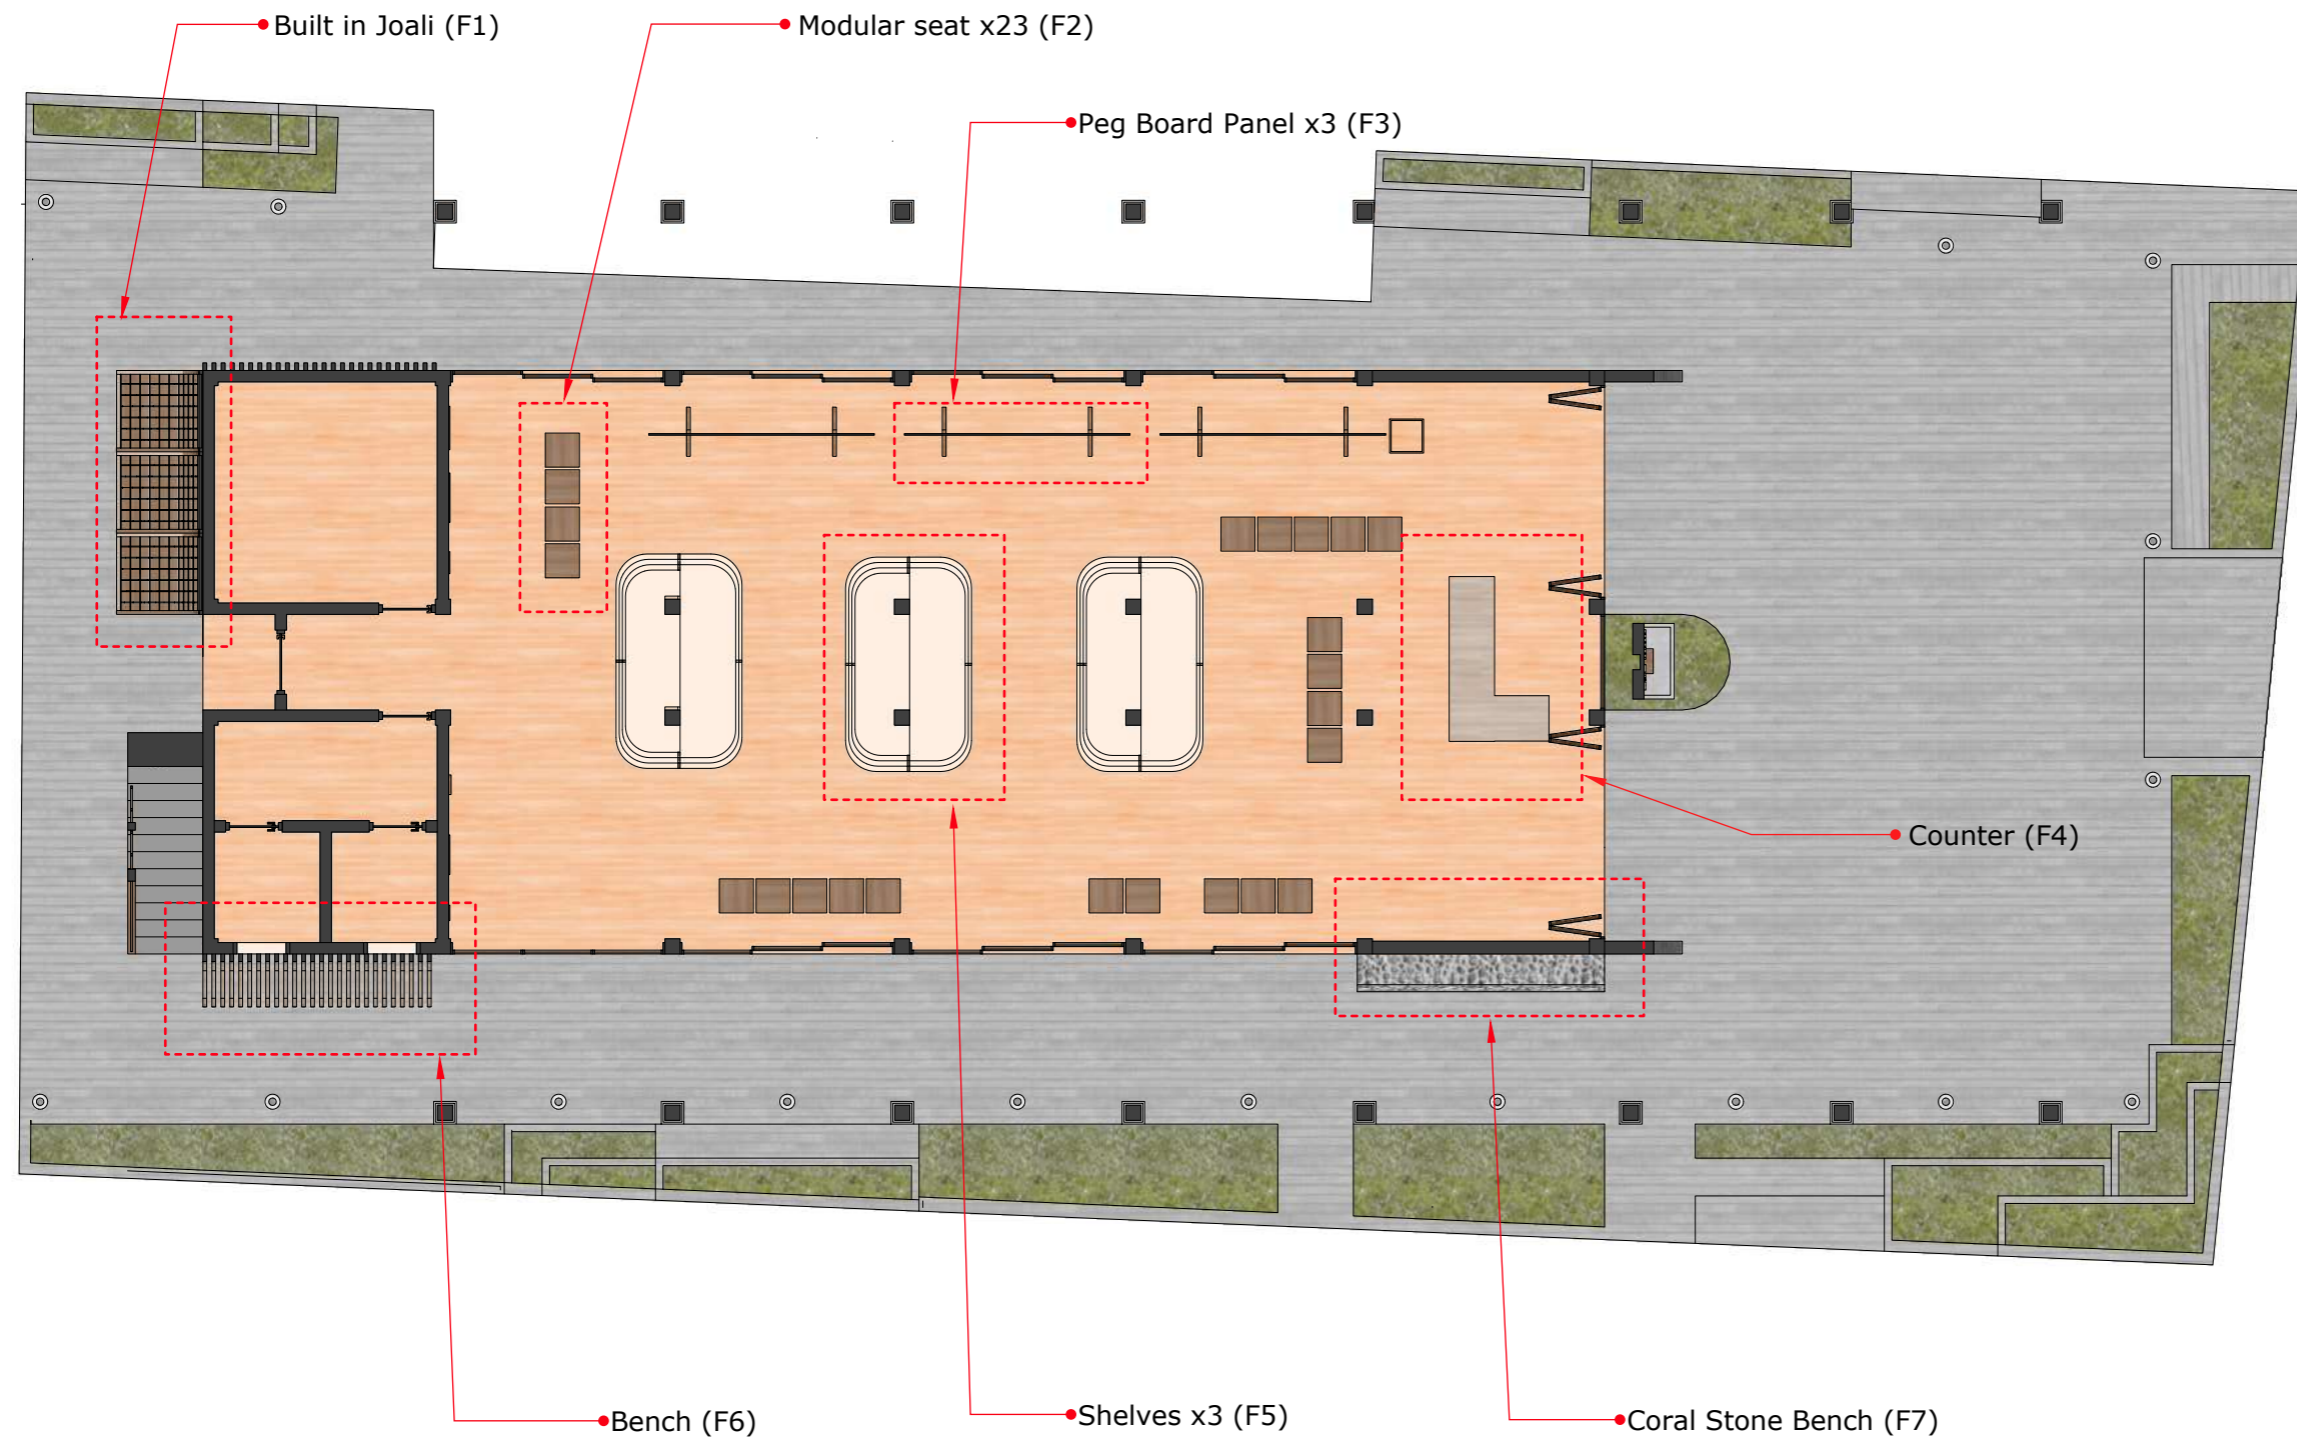 Built in Joali (F1)
Modular seat x23 (F2)
Peg Board Panel x3 (F3)
Counter (F4)
Bench (F6)
Shelves x3 (F5)
Coral Stone Bench (F7)